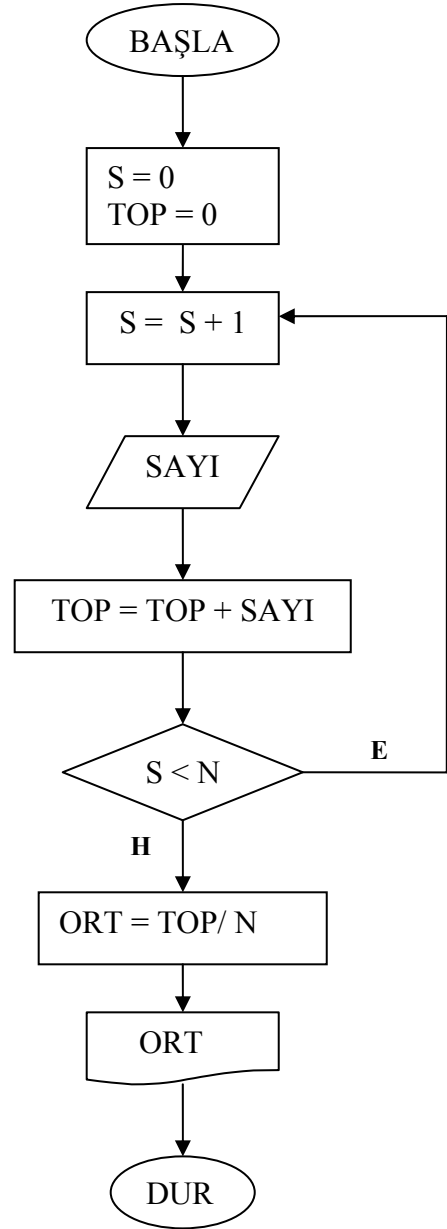 BAŞLA
S = 0
TOP = 0
S = S + 1
SAYI
TOP = TOP + SAYI
S < N
E
H
ORT = TOP/ N
ORT
DUR